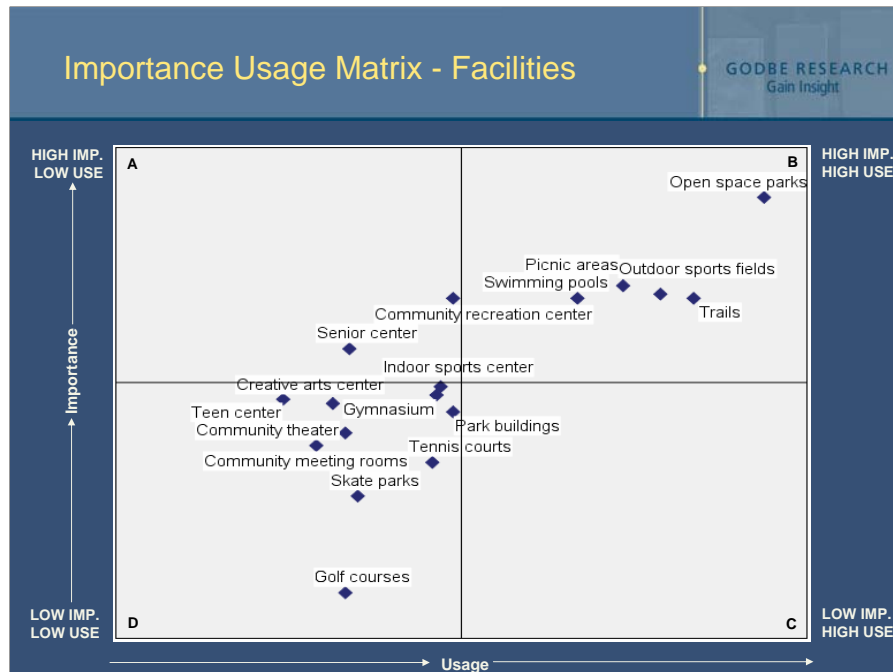 Importance Usage Matrix - Facilities
GODBE RESEARCH
Gain Insight
HIGH IMP.
LOW USE
A
B
HIGH IMP.
HIGH USE
Open space parks
Picnic areas
Outdoor sports fields
Swimming pools
Community recreation center
Trails
Senior center
Indoor sports center
Creative arts center
Teen center
Gymnasium
Park buildings
Community theater
Tennis courts
Community meeting rooms
Skate parks
Golf courses
Importance
LOW IMP.
LOW USE
D
C
LOW IMP.
HIGH USE
Usage